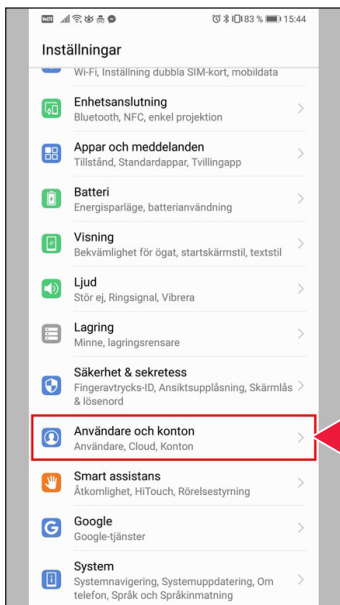 83 % 15:44
Inställningar
Wi-Fi, Inställning dubbla SIM-kort, mobildata
Enhetsanslutning
Bluetooth, NFC, enkel projektion
Appar och meddelanden
Tillstånd, Standardappar, Tvillingapp
Batteri
Energisparläge, batterianvändning
Visning
Bekvämlighet för ögat, startskärmstil, textstil
Ljud
Stör ej, Ringsignal, Vibrera
Lagring
Minne, lagringsrensare
Säkerhet & sekretess
Fingeravtrycks-ID, Ansiktsupplåsning, Skärmlås
& lösenord
Användare och konton
Användare, Cloud, Konton
Smart assistans
Åtkomlighet, HiTouch, Rörelsestyrning
Google
Google-tjänster
System
Systemnavigering, Systemuppdatering, Om
telefon, Språk och Språkinmatning